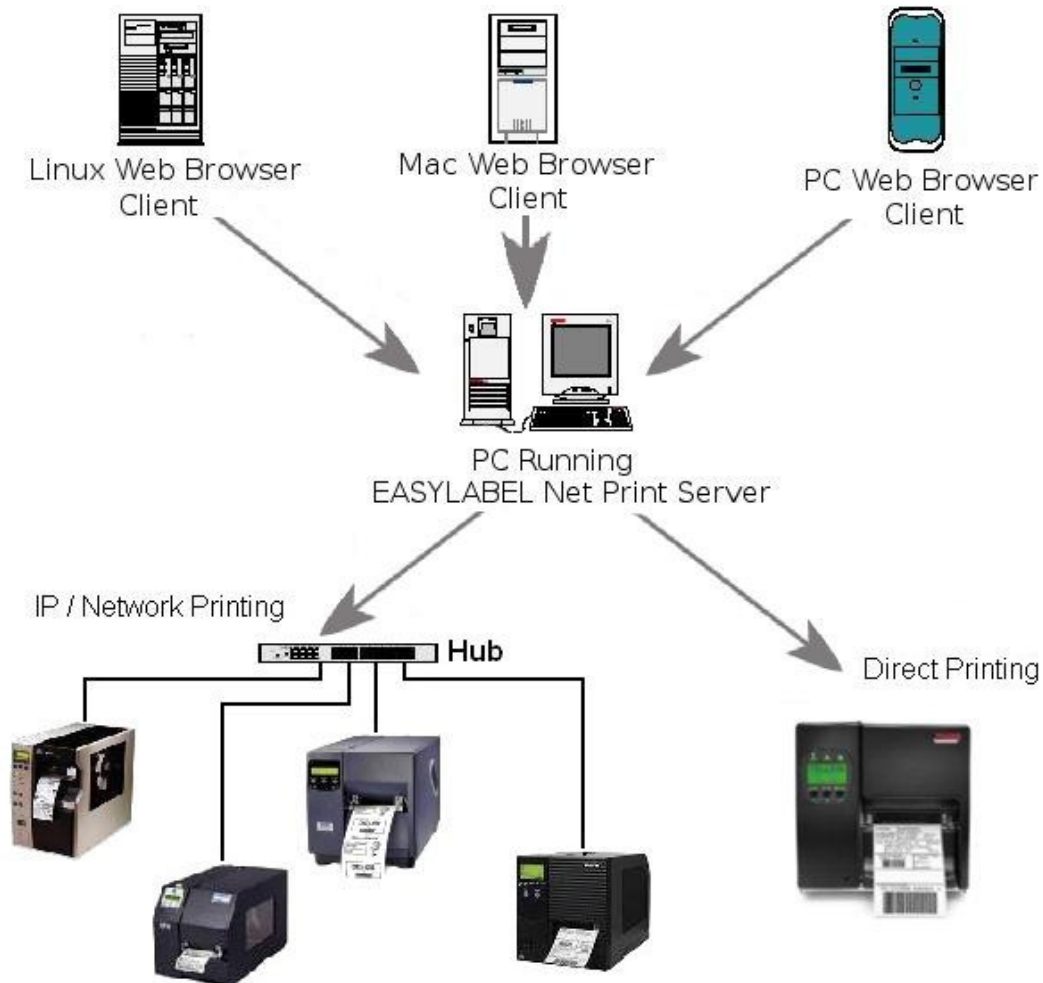 Linux Web Browser
Client
Mac Web Browser
Client
PC Web Browser
Client
PC Running
EASYLABEL Net Print Server
IP / Network Printing
Hub
Direct Printing